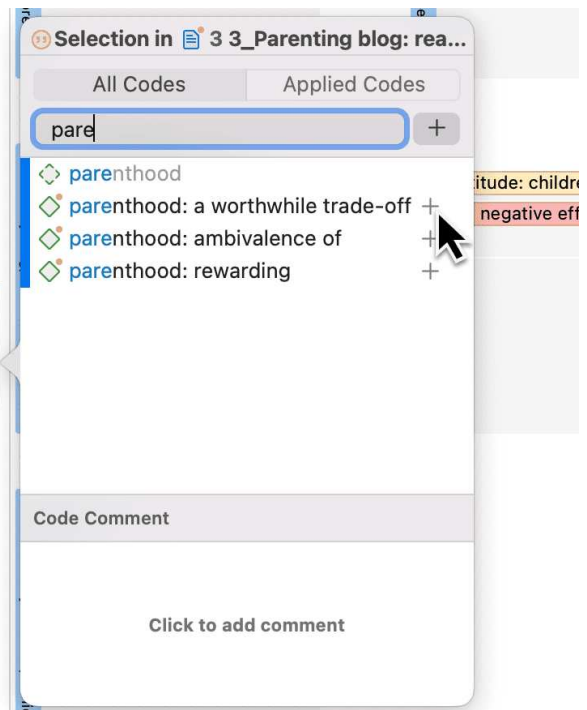 Selection in 3 3_Parenting blog: rea...
All Codes Applied Codes
pare
parenthood
parenthood: a worthwhile trade-off
parenthood: ambivalence of
parenthood: rewarding
itude: childre
negative eff
Code Comment
Click to add comment